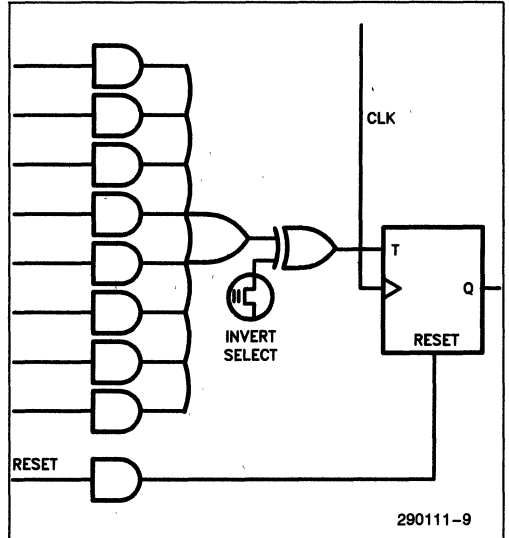 CLK
T
Q
INVERT
SELECT
RESET
RESET
290111-9